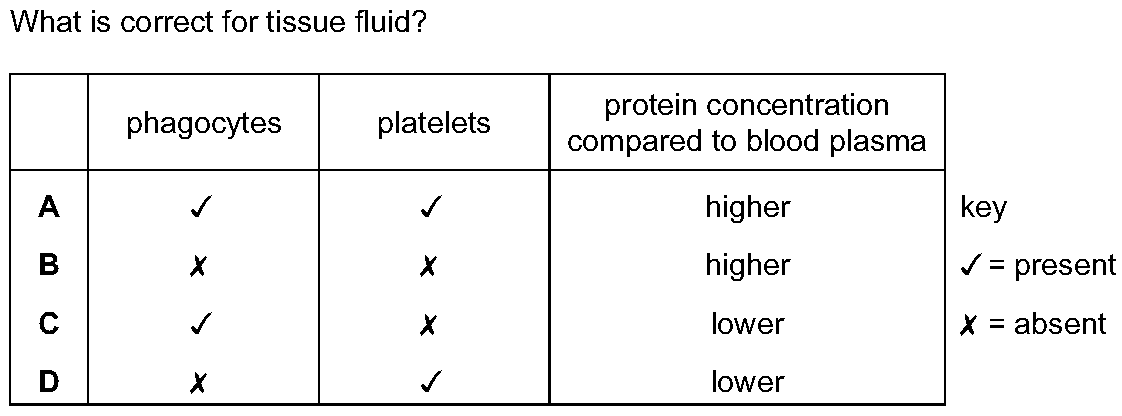 What is correct for tissue fluid?
phagocytes platelets protein concentration
compared to blood plasma
A ✓ ✓ higher key
B ✗ ✗ higher ✓ = present
C ✓ ✗ lower ✗ = absent
D ✗ ✓ lower